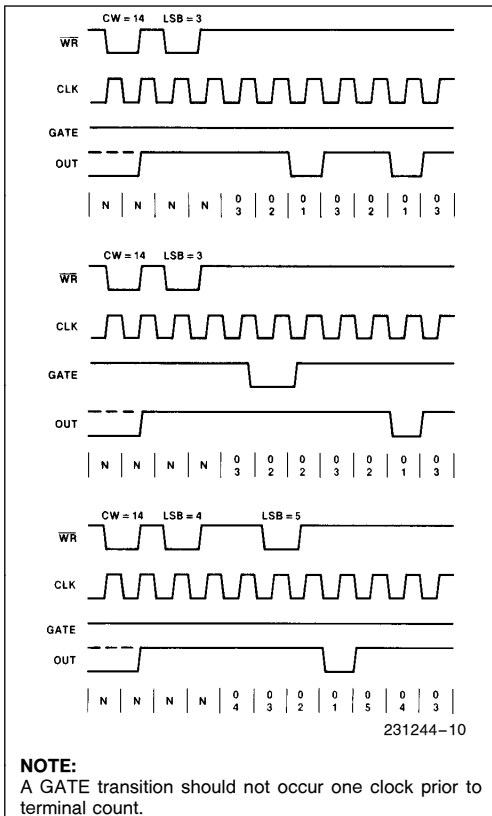 CW = 14 LSB = 3
WR
CLK
GATE
OUT
N N N N 0 0 0 0 0 0 0
3 2 1 3 2 1 3
CW = 14 LSB = 3
WR
CLK
GATE
OUT
N N N N 0 0 0 0 0 0 0
3 2 2 3 2 1 3
CW = 14 LSB = 4 LSB = 5
WR
CLK
GATE
OUT
N N N N 0 0 0 0 0 0 0
4 3 2 1 5 4 3
231244–10
NOTE:
A GATE transition should not occur one clock prior to
terminal count.